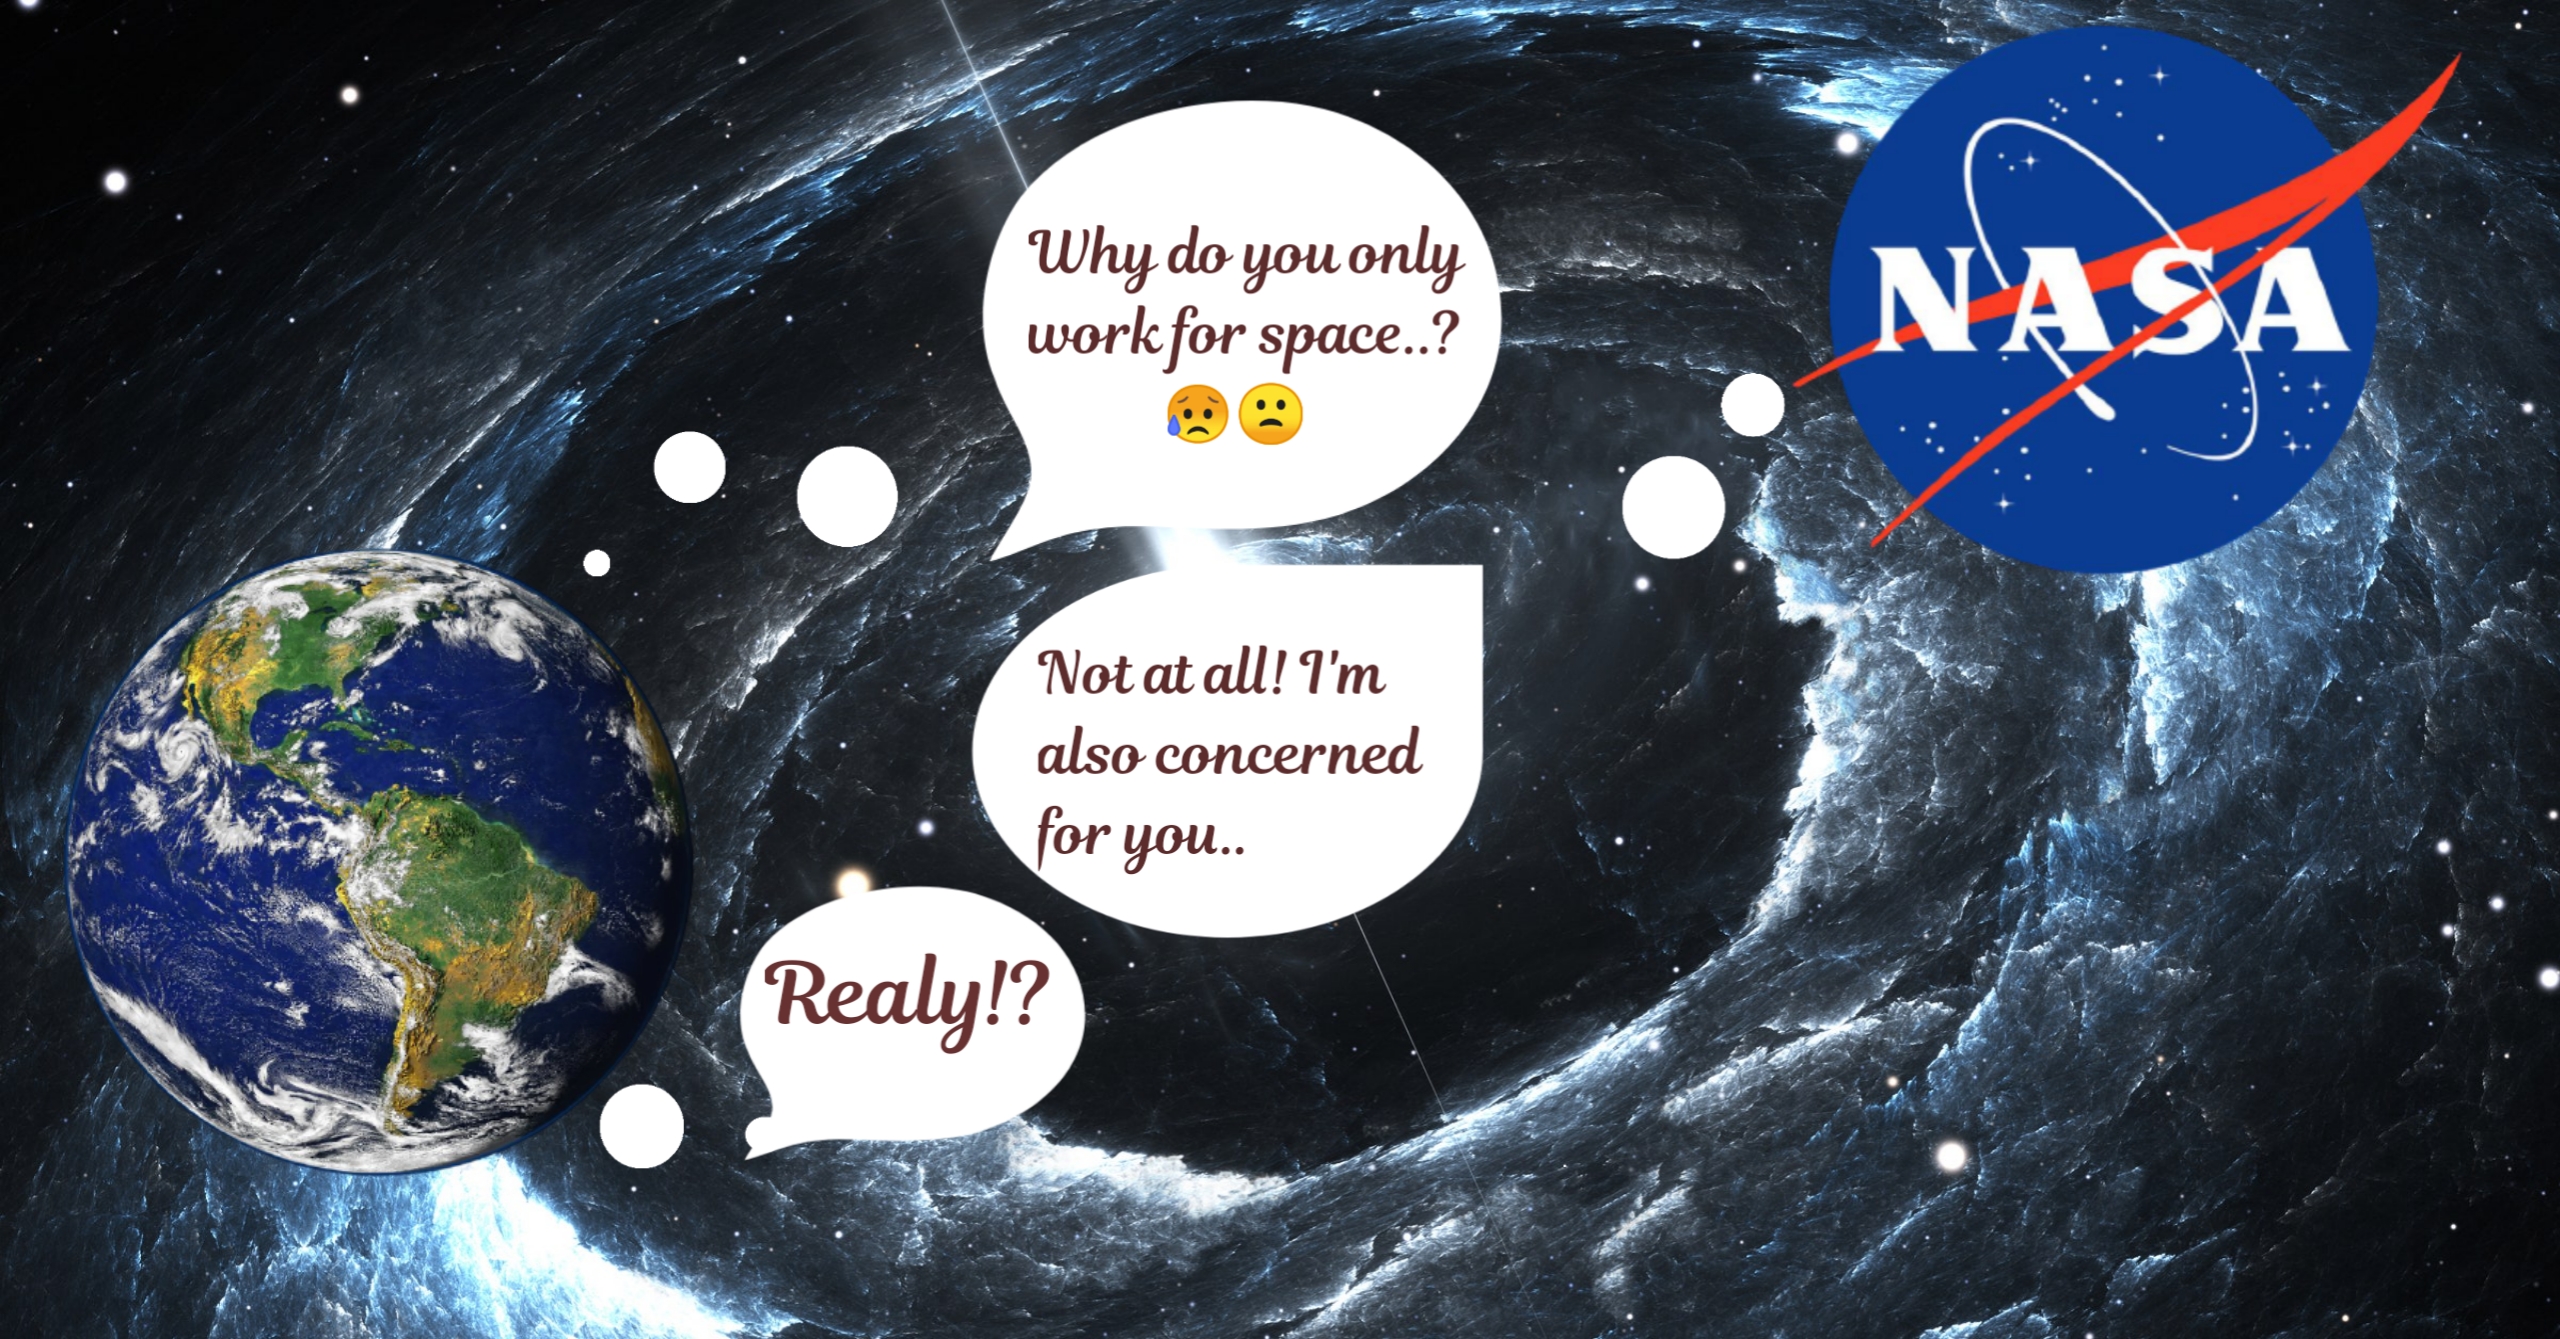 Why do you only
work for space..?
😥🙁
NASA
Not at all! I'm
also concerned
for you..
Realy!?